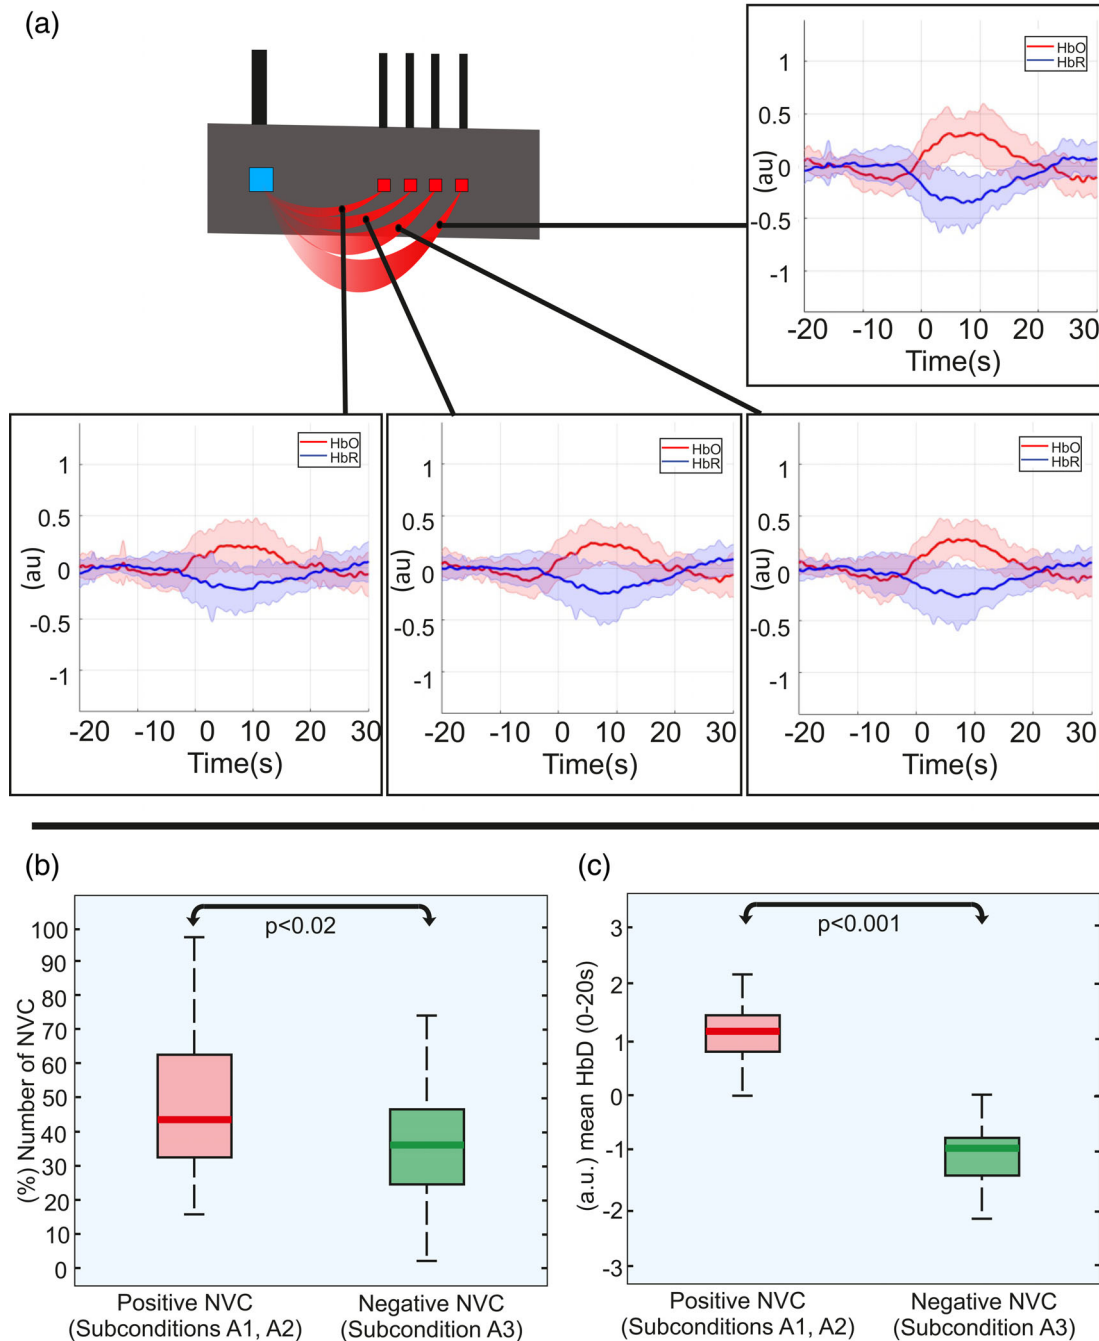 (a)
HbO
HbR
1
0.5
0
-0.5
-1
(au)
-20 -10 0 10 20 30
Time(s)
HbO
HbR
1
0.5
0
-0.5
-1
(au)
-20 -10 0 10 20 30
Time(s)
HbO
HbR
1
0.5
0
-0.5
-1
(au)
-20 -10 0 10 20 30
Time(s)
HbO
HbR
1
0.5
0
-0.5
-1
(au)
-20 -10 0 10 20 30
Time(s)
(b)
p<0.02
100
90
80
70
60
50
40
30
20
10
0
(%) Number of NVC
Positive NVC
(Subconditions A1, A2)
Negative NVC
(Subcondition A3)
(c)
p<0.001
3
2
1
0
-1
-2
-3
(a.u.) mean HbD (0-20s)
Positive NVC
(Subconditions A1, A2)
Negative NVC
(Subcondition A3)